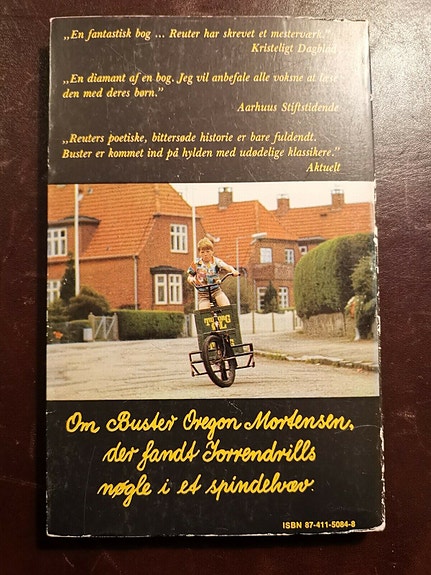 „En fantastisk bog ... Reuter har skrevet et mesterværk."
Kristeligt Dagblad
„En diamant af en bog. Jeg vil anbefale alle voksne at læse
den med deres børn."
Aarhuus Stiftstidende
„Reuters poetiske, bittersøde historie er bare fuldendt.
Buster er kommet ind på hylden med udødelige klassikere."
Aktuelt
Om Buster Oregon Mortensen,
der fandt Jorrendrills
nøgle i et spindelvæv.
ISBN 87-411-5084-8